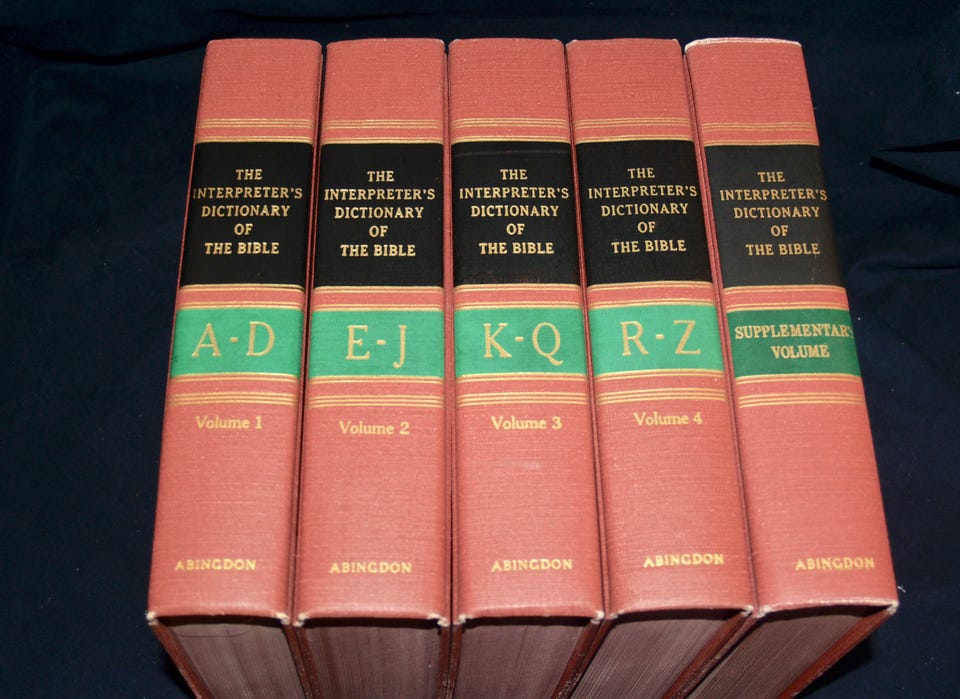 THE
INTERPRETER'S
DICTIONARY
OF
THE BIBLE
A-D
Volume 1
ABINGDON
THE
INTERPRETER'S
DICTIONARY
OF
THE BIBLE
E-J
Volume 2
ABINGDON
THE
INTERPRETER'S
DICTIONARY
OF
THE BIBLE
K-Q
Volume 3
ABINGDON
THE
INTERPRETER'S
DICTIONARY
OF
THE BIBLE
R-Z
Volume 4
ABINGDON
THE
INTERPRETER'S
DICTIONARY
OF
THE BIBLE
SUPPLEMENTARY
VOLUME
ABINGDON